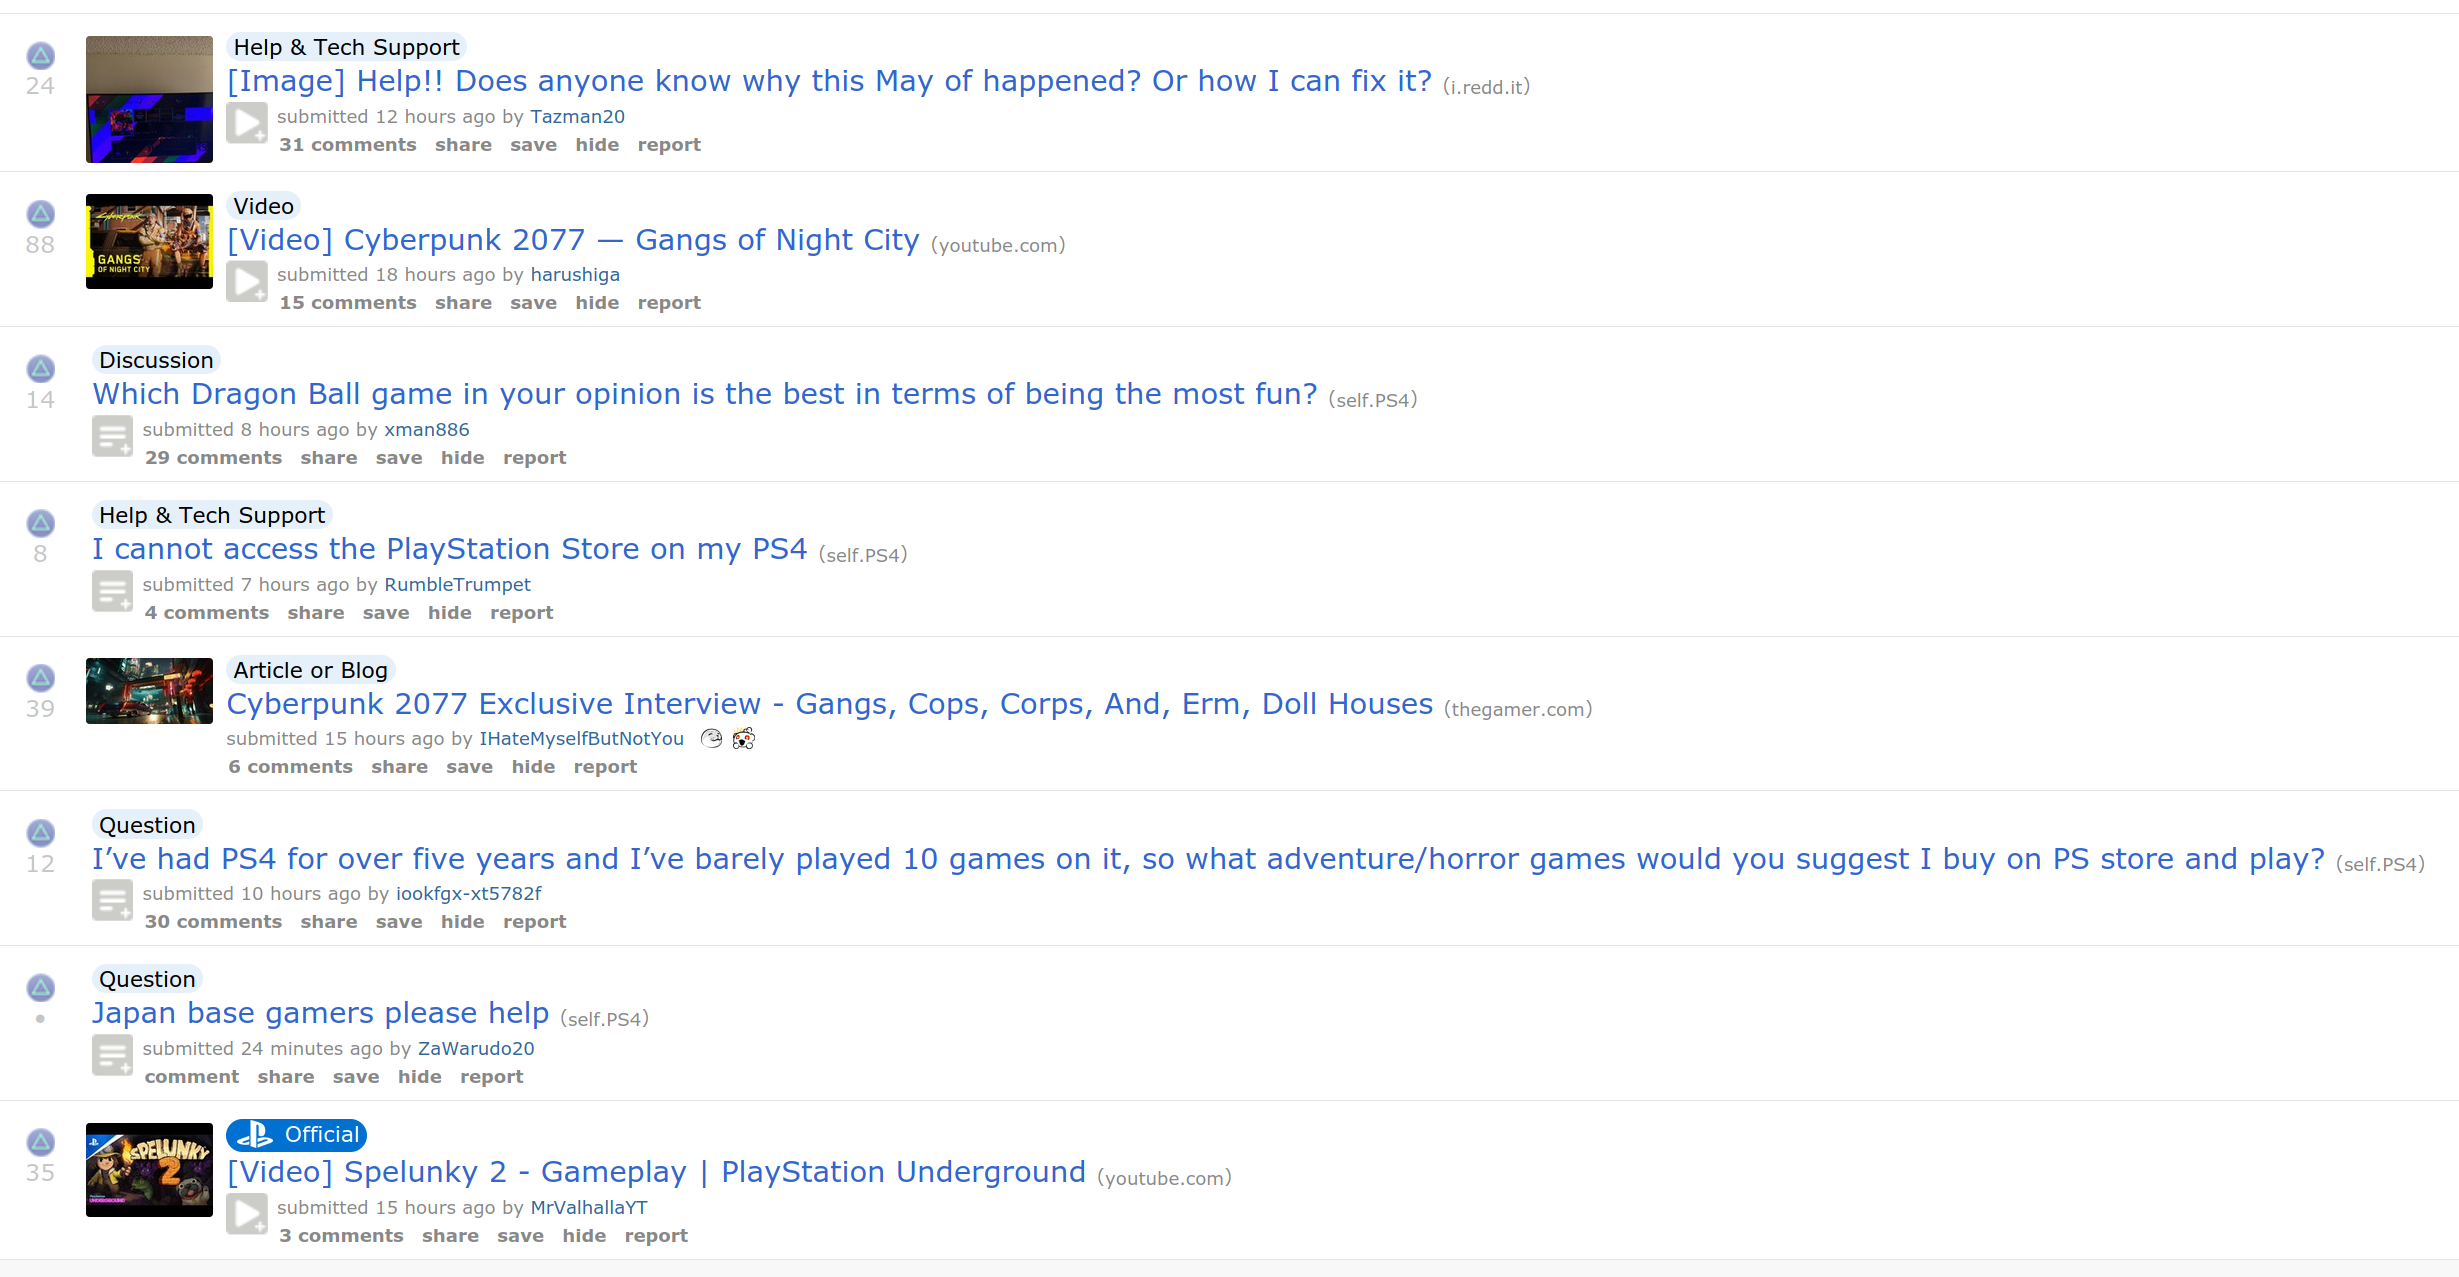 Help & Tech Support
24
[Image] Help!! Does anyone know why this May of happened? Or how I can fix it? (i.redd.it)
submitted 12 hours ago by Tazman20
31 comments share save hide report
Video
88
[Video] Cyberpunk 2077 — Gangs of Night City (youtube.com)
Cyberpunk
GANGS
OF NIGHT CITY
submitted 18 hours ago by harushiga
15 comments share save hide report
Discussion
14
Which Dragon Ball game in your opinion is the best in terms of being the most fun? (self.PS4)
submitted 8 hours ago by xman886
29 comments share save hide report
Help & Tech Support
8
I cannot access the PlayStation Store on my PS4 (self.PS4)
submitted 7 hours ago by RumbleTrumpet
4 comments share save hide report
Article or Blog
39
Cyberpunk 2077 Exclusive Interview - Gangs, Cops, Corps, And, Erm, Doll Houses (thegamer.com)
submitted 15 hours ago by IHateMyselfButNotYou
6 comments share save hide report
Question
12
I’ve had PS4 for over five years and I’ve barely played 10 games on it, so what adventure/horror games would you suggest I buy on PS store and play? (self.PS4)
submitted 10 hours ago by iookfgx-xt5782f
30 comments share save hide report
Question
•
Japan base gamers please help (self.PS4)
submitted 24 minutes ago by ZaWarudo20
comment share save hide report
Official
35
[Video] Spelunky 2 - Gameplay | PlayStation Underground (youtube.com)
SPELUNKY
2
UNDERGROUND
submitted 15 hours ago by MrValhallaYT
3 comments share save hide report